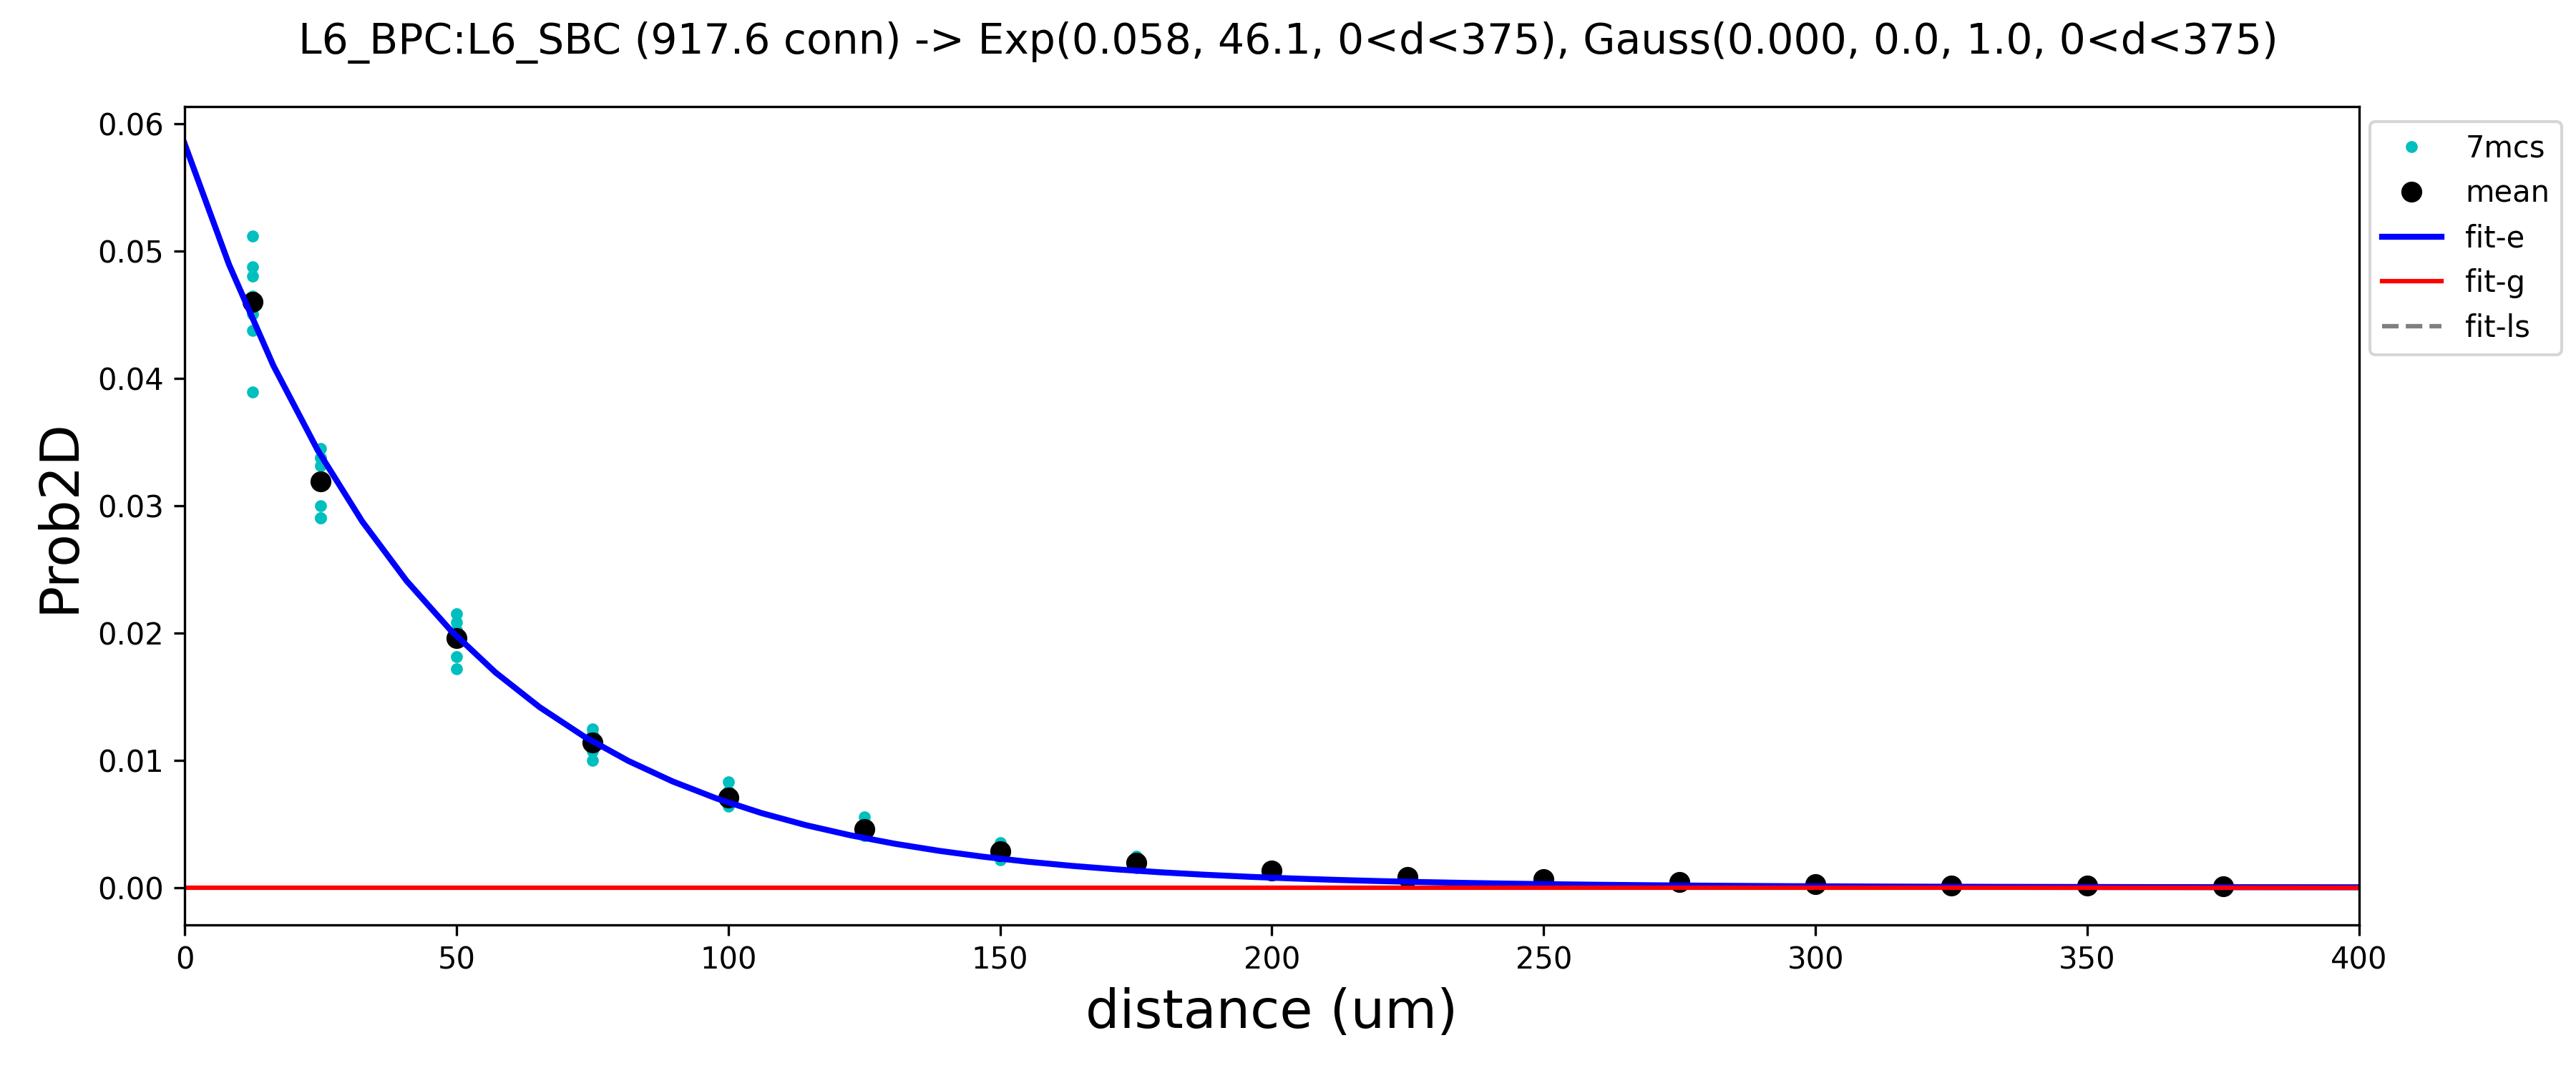 L6_BPC:L6_SBC (917.6 conn) -> Exp(0.058, 46.1, 0<d<375), Gauss(0.000, 0.0, 1.0, 0<d<375)
Prob2D
0.06
0.05
0.04
0.03
0.02
0.01
0.00
0 50 100 150 200 250 300 350 400
distance (um)
7mcs
mean
fit-e
fit-g
fit-ls